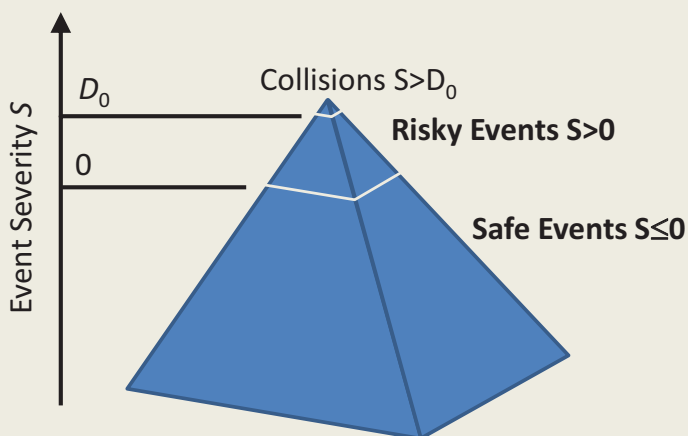 Collisions S>D₀
D₀
Risky Events S>0
0
Safe Events S≤0
Event Severity S